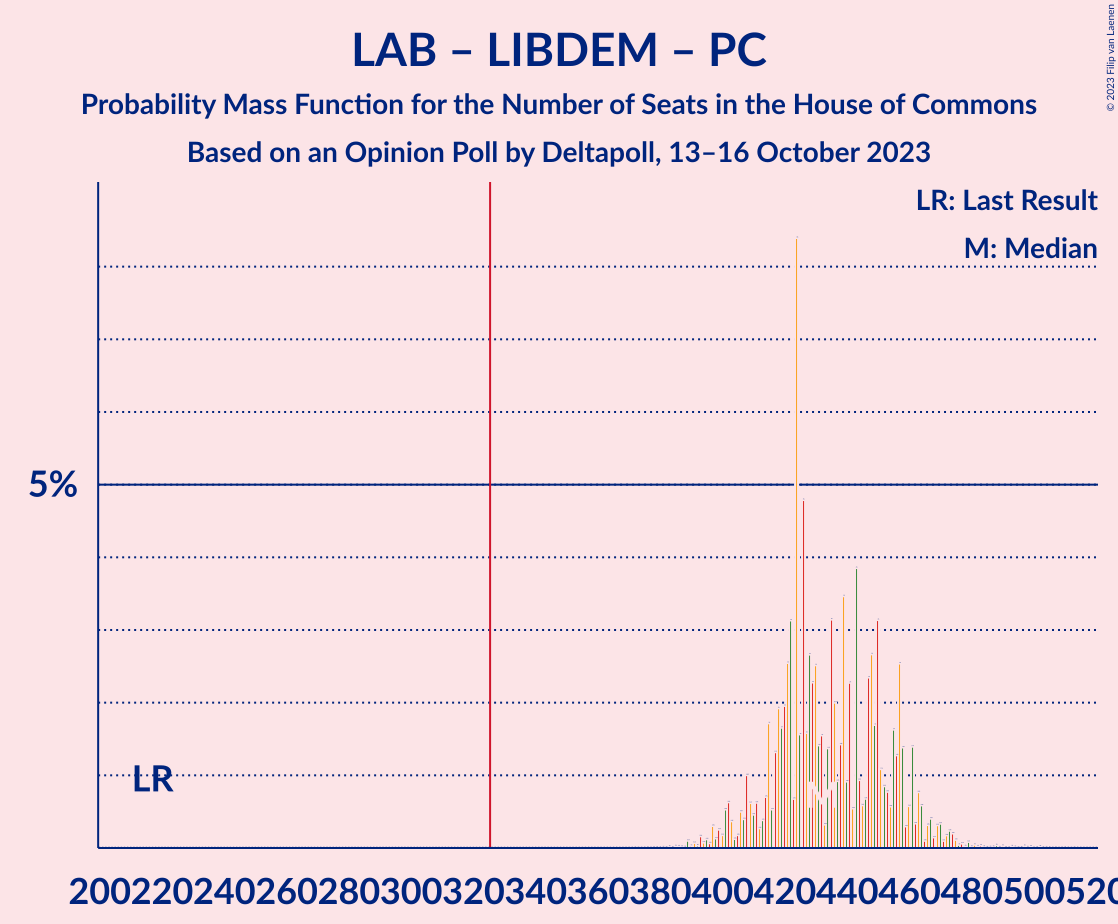 © 2023 Filip van Laenen
LAB – LIBDEM – PC
Probability Mass Function for the Number of Seats in the House of Commons
Based on an Opinion Poll by Deltapoll, 13–16 October 2023
LR: Last Result
M: Median
5%
LR
200220240260280300320340360380400420440460480500520